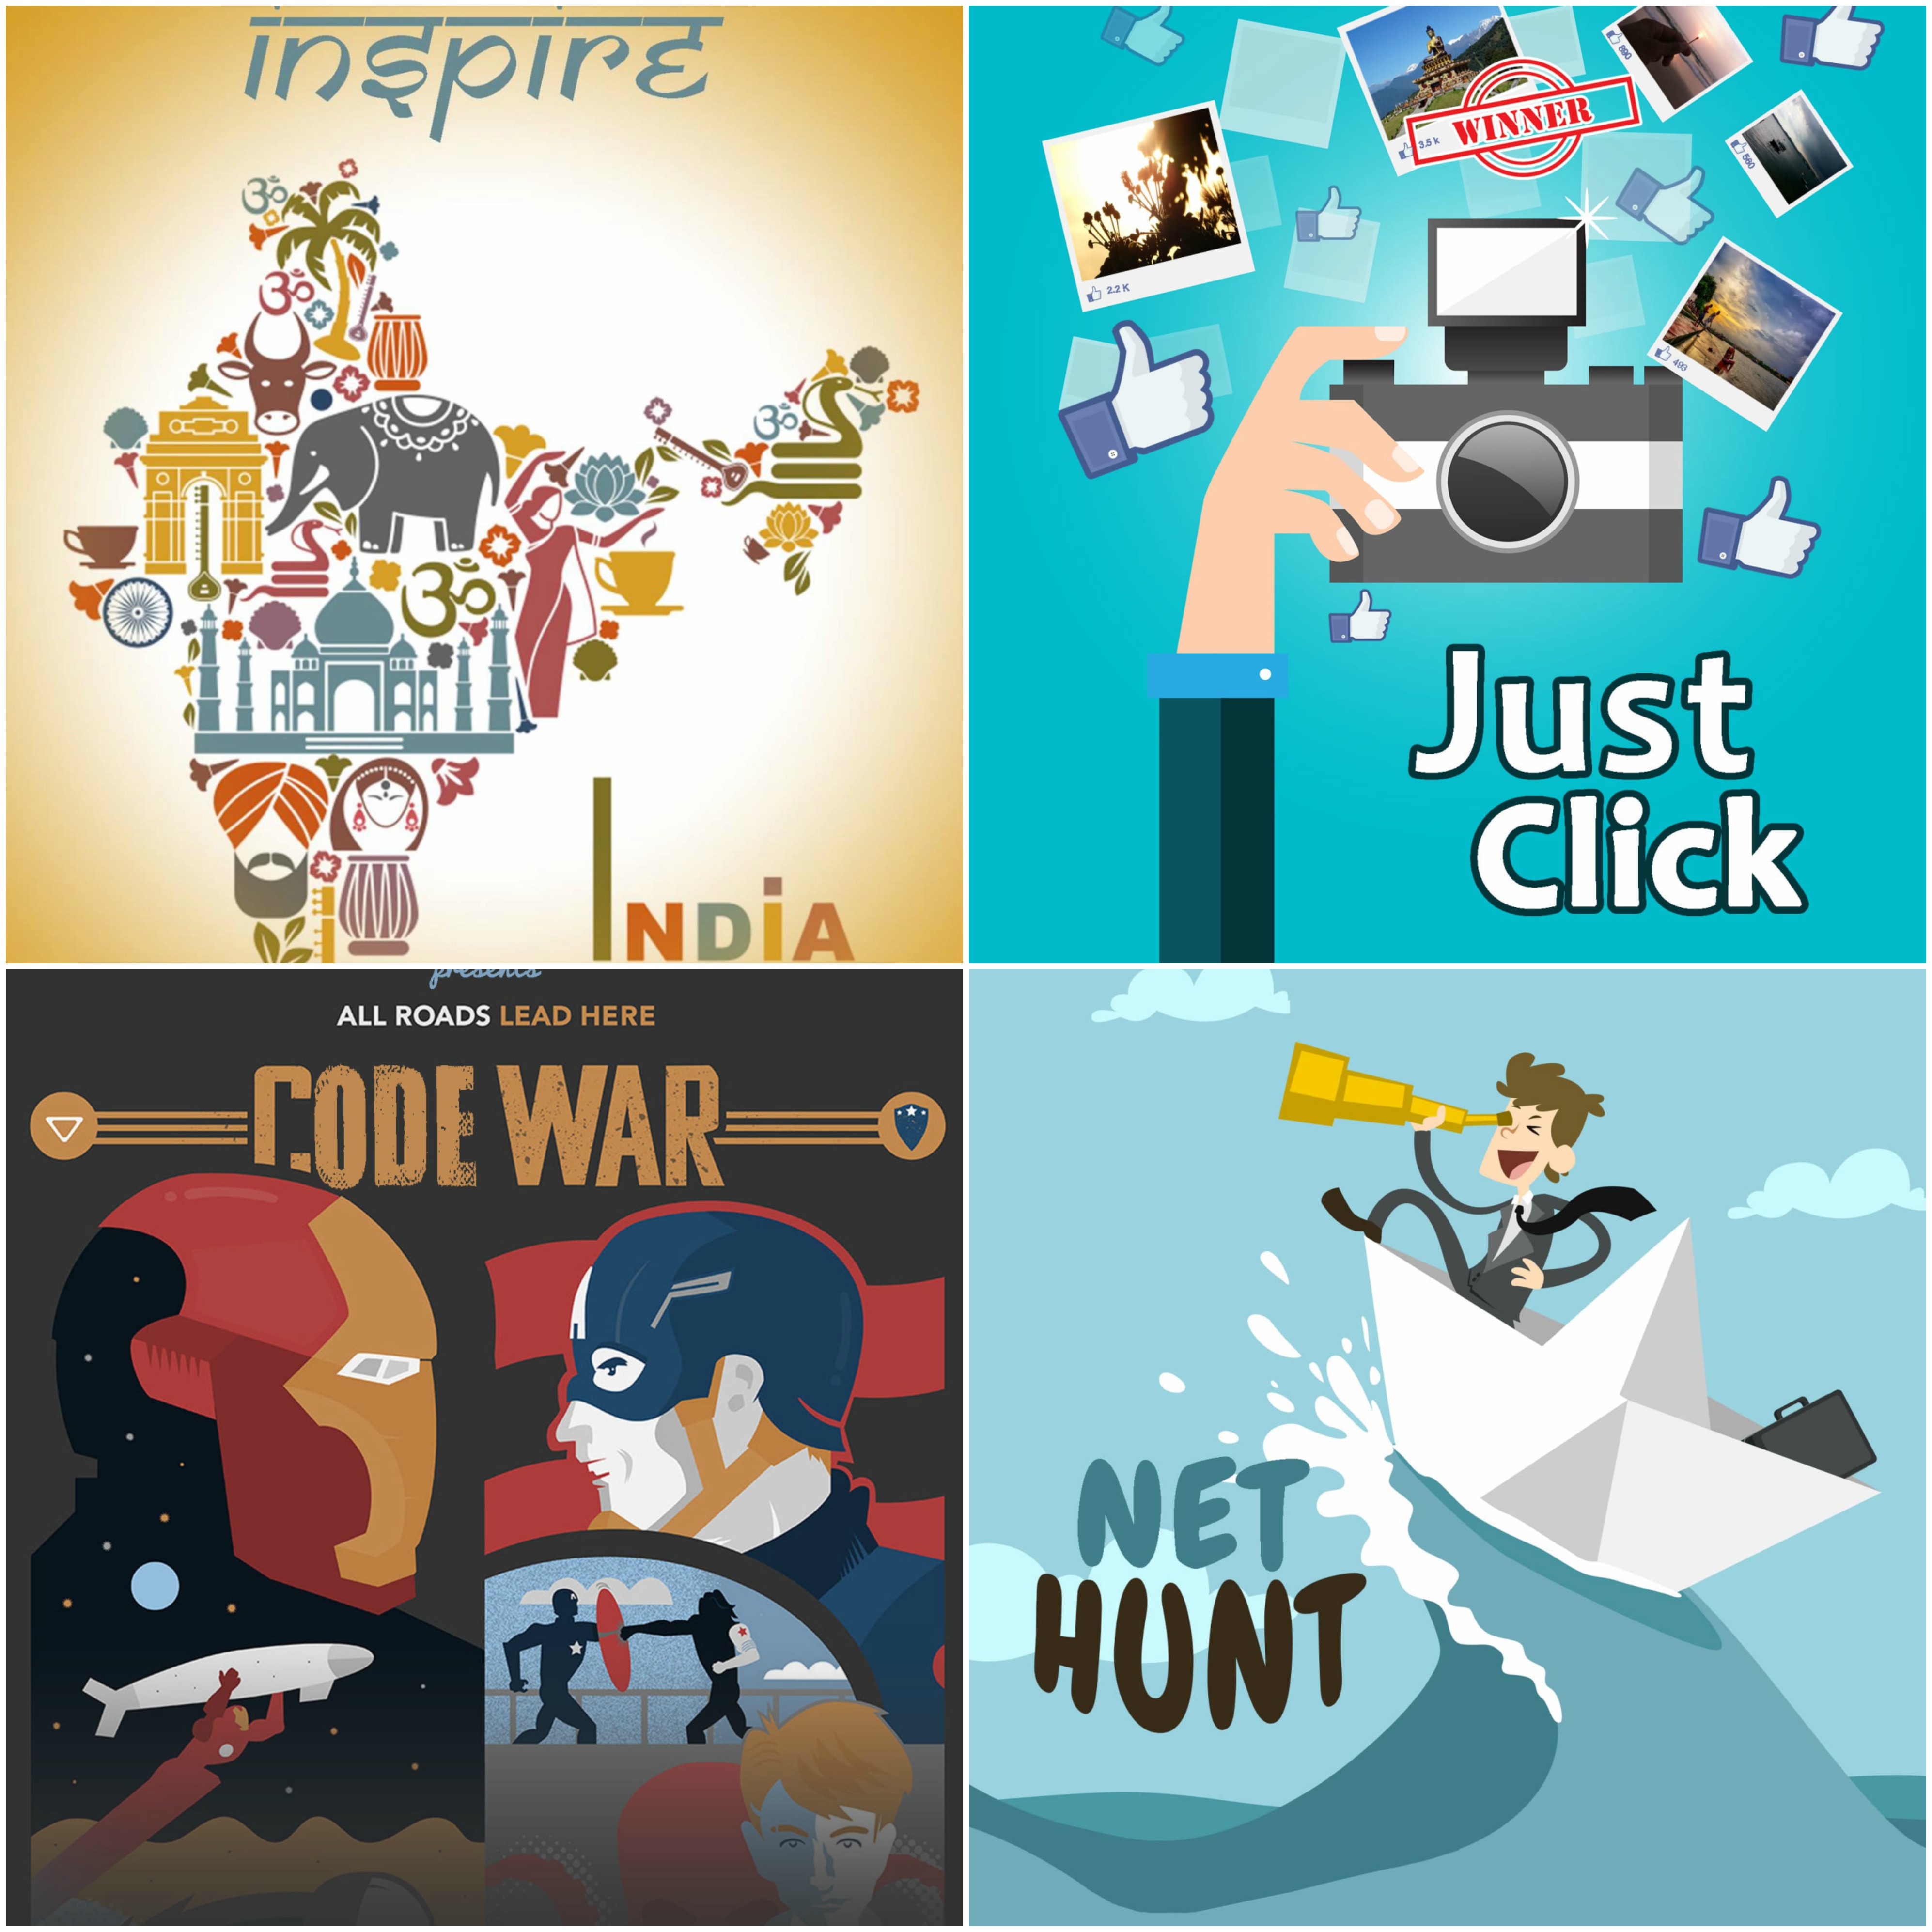 inspire
ॐ
ॐ
ॐ
ॐ
INDiA
WINNER
3.5 k
890
560
2.2 K
493
Just
Click
presents
ALL ROADS LEAD HERE
CODE WAR
NET
HUNT